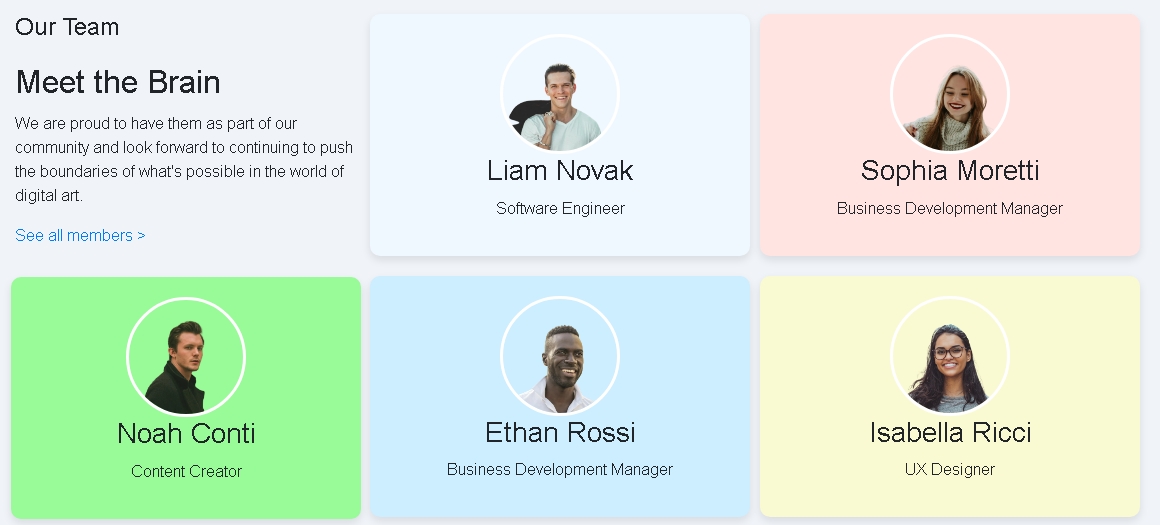 Our Team
Meet the Brain
We are proud to have them as part of our
community and look forward to continuing to push
the boundaries of what's possible in the world of
digital art.
See all members >
Liam Novak
Software Engineer
Sophia Moretti
Business Development Manager
Noah Conti
Content Creator
Ethan Rossi
Business Development Manager
Isabella Ricci
UX Designer